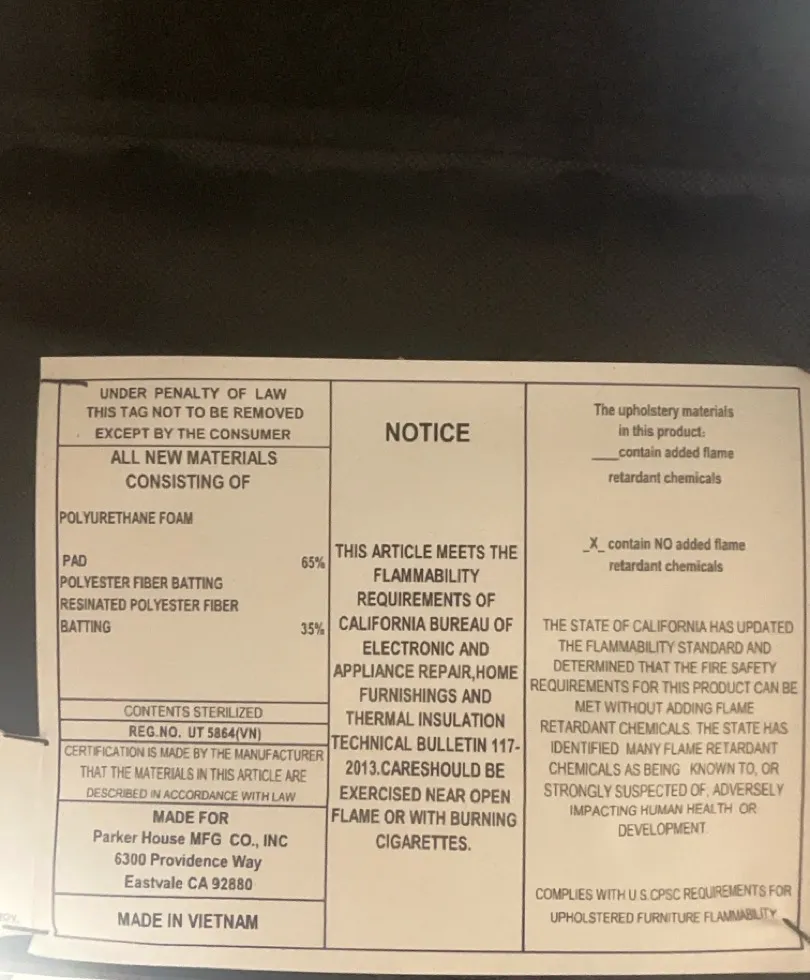 UNDER PENALTY OF LAW
THIS TAG NOT TO BE REMOVED
EXCEPT BY THE CONSUMER
ALL NEW MATERIALS
CONSISTING OF
POLYURETHANE FOAM
PAD 65%
POLYESTER FIBER BATTING
RESINATED POLYESTER FIBER
BATTING 35%
CONTENTS STERILIZED
REG.NO. UT 5864(VN)
CERTIFICATION IS MADE BY THE MANUFACTURER
THAT THE MATERIALS IN THIS ARTICLE ARE
DESCRIBED IN ACCORDANCE WITH LAW
MADE FOR
Parker House MFG CO., INC
6300 Providence Way
Eastvale CA 92880
MADE IN VIETNAM
NOTICE
THIS ARTICLE MEETS THE
FLAMMABILITY
REQUIREMENTS OF
CALIFORNIA BUREAU OF
ELECTRONIC AND
APPLIANCE REPAIR,HOME
FURNISHINGS AND
THERMAL INSULATION
TECHNICAL BULLETIN 117-
2013.CARESHOULD BE
EXERCISED NEAR OPEN
FLAME OR WITH BURNING
CIGARETTES.
The upholstery materials
in this product:
____contain added flame
retardant chemicals
_X_ contain NO added flame
retardant chemicals
THE STATE OF CALIFORNIA HAS UPDATED
THE FLAMMABILITY STANDARD AND
DETERMINED THAT THE FIRE SAFETY
REQUIREMENTS FOR THIS PRODUCT CAN BE
MET WITHOUT ADDING FLAME
RETARDANT CHEMICALS. THE STATE HAS
IDENTIFIED MANY FLAME RETARDANT
CHEMICALS AS BEING KNOWN TO, OR
STRONGLY SUSPECTED OF, ADVERSELY
IMPACTING HUMAN HEALTH OR
DEVELOPMENT.
COMPLIES WITH U.S.CPSC REQUIREMENTS FOR
UPHOLSTERED FURNITURE FLAMMABILITY